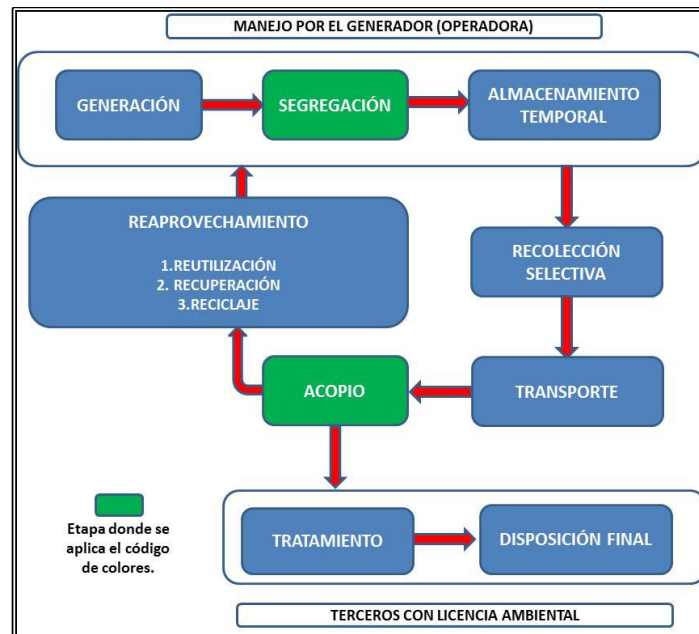 MANEJO POR EL GENERADOR (OPERADORA)
GENERACIÓN
SEGREGACIÓN
ALMACENAMIENTO
TEMPORAL
REAPROVECHAMIENTO
1.REUTILIZACIÓN
2. RECUPERACIÓN
3.RECICLAJE
RECOLECCIÓN
SELECTIVA
ACOPIO
TRANSPORTE
Etapa donde se
aplica el código
de colores.
TRATAMIENTO
DISPOSICIÓN FINAL
TERCEROS CON LICENCIA AMBIENTAL